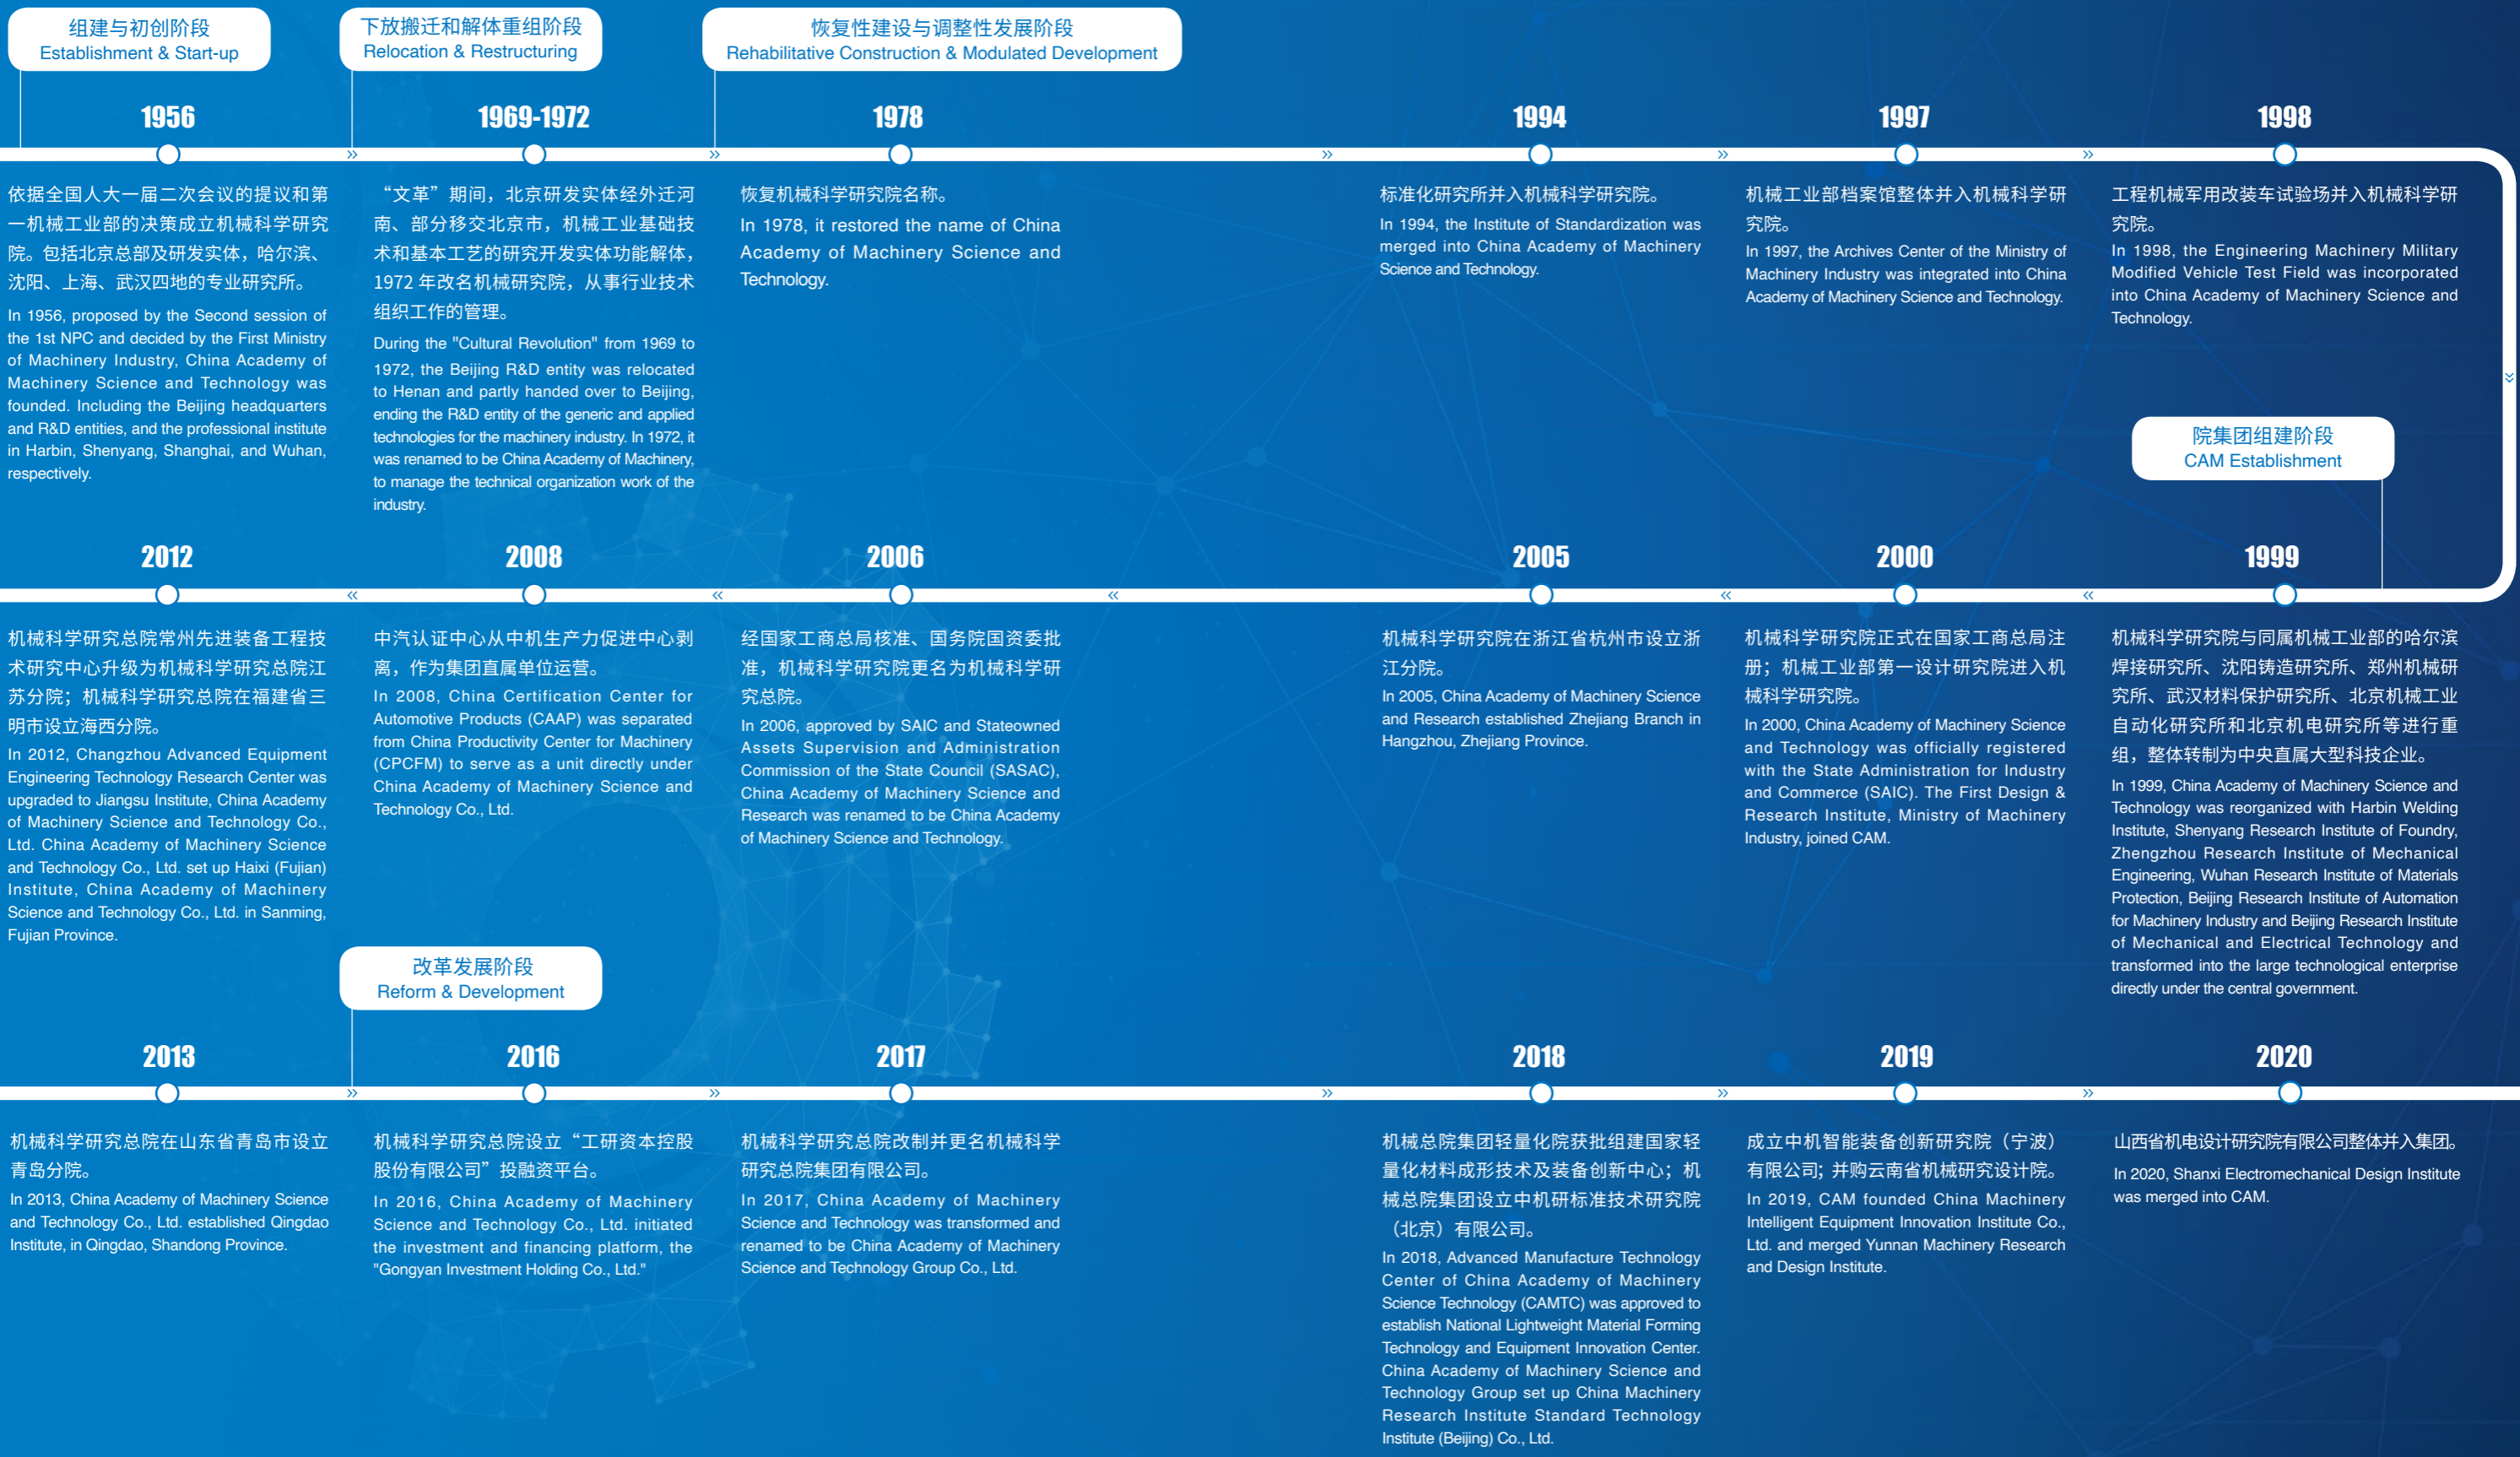 组建与初创阶段
Establishment & Start-up
下放搬迁和解体重组阶段
Relocation & Restructuring
恢复性建设与调整性发展阶段
Rehabilitative Construction & Modulated Development
1956
依据全国人大一届二次会议的提议和第
一机械工业部的决策成立机械科学研究
院。包括北京总部及研发实体，哈尔滨、
沈阳、上海、武汉四地的专业研究所。
In 1956, proposed by the Second session of
the 1st NPC and decided by the First Ministry
of Machinery Industry, China Academy of
Machinery Science and Technology was
founded. Including the Beijing headquarters
and R&D entities, and the professional institute
in Harbin, Shenyang, Shanghai, and Wuhan,
respectively.
1969-1972
“文革”期间，北京研发实体经外迁河
南、部分移交北京市，机械工业基础技
术和基本工艺的研究开发实体功能解体，
1972 年改名机械研究院，从事行业技术
组织工作的管理。
During the "Cultural Revolution" from 1969 to
1972, the Beijing R&D entity was relocated
to Henan and partly handed over to Beijing,
ending the R&D entity of the generic and applied
technologies for the machinery industry. In 1972, it
was renamed to be China Academy of Machinery,
to manage the technical organization work of the
industry.
1978
恢复机械科学研究院名称。
In 1978, it restored the name of China
Academy of Machinery Science and
Technology.
1994
标准化研究所并入机械科学研究院。
In 1994, the Institute of Standardization was
merged into China Academy of Machinery
Science and Technology.
1997
机械工业部档案馆整体并入机械科学研
究院。
In 1997, the Archives Center of the Ministry of
Machinery Industry was integrated into China
Academy of Machinery Science and Technology.
1998
工程机械军用改装车试验场并入机械科学研
究院。
In 1998, the Engineering Machinery Military
Modified Vehicle Test Field was incorporated
into China Academy of Machinery Science and
Technology.
院集团组建阶段
CAM Establishment
2012
机械科学研究总院常州先进装备工程技
术研究中心升级为机械科学研究总院江
苏分院；机械科学研究总院在福建省三
明市设立海西分院。
In 2012, Changzhou Advanced Equipment
Engineering Technology Research Center was
upgraded to Jiangsu Institute, China Academy
of Machinery Science and Technology Co.,
Ltd. China Academy of Machinery Science
and Technology Co., Ltd. set up Haixi (Fujian)
Institute, China Academy of Machinery
Science and Technology Co., Ltd. in Sanming,
Fujian Province.
2008
中汽认证中心从中机生产力促进中心剥
离，作为集团直属单位运营。
In 2008, China Certification Center for
Automotive Products (CAAP) was separated
from China Productivity Center for Machinery
(CPCFM) to serve as a unit directly under
China Academy of Machinery Science and
Technology Co., Ltd.
2006
经国家工商总局核准、国务院国资委批
准，机械科学研究院更名为机械科学研
究总院。
In 2006, approved by SAIC and Stateowned
Assets Supervision and Administration
Commission of the State Council (SASAC),
China Academy of Machinery Science and
Research was renamed to be China Academy
of Machinery Science and Technology.
2005
机械科学研究院在浙江省杭州市设立浙
江分院。
In 2005, China Academy of Machinery Science
and Research established Zhejiang Branch in
Hangzhou, Zhejiang Province.
2000
机械科学研究院正式在国家工商总局注
册；机械工业部第一设计研究院进入机
械科学研究院。
In 2000, China Academy of Machinery Science
and Technology was officially registered
with the State Administration for Industry
and Commerce (SAIC). The First Design &
Research Institute, Ministry of Machinery
Industry, joined CAM.
1999
机械科学研究院与同属机械工业部的哈尔滨
焊接研究所、沈阳铸造研究所、郑州机械研
究所、武汉材料保护研究所、北京机械工业
自动化研究所和北京机电研究所等进行重
组，整体转制为中央直属大型科技企业。
In 1999, China Academy of Machinery Science and
Technology was reorganized with Harbin Welding
Institute, Shenyang Research Institute of Foundry,
Zhengzhou Research Institute of Mechanical
Engineering, Wuhan Research Institute of Materials
Protection, Beijing Research Institute of Automation
for Machinery Industry and Beijing Research Institute
of Mechanical and Electrical Technology and
transformed into the large technological enterprise
directly under the central government.
改革发展阶段
Reform & Development
2013
机械科学研究总院在山东省青岛市设立
青岛分院。
In 2013, China Academy of Machinery Science
and Technology Co., Ltd. established Qingdao
Institute, in Qingdao, Shandong Province.
2016
机械科学研究总院设立“工研资本控股
股份有限公司”投融资平台。
In 2016, China Academy of Machinery
Science and Technology Co., Ltd. initiated
the investment and financing platform, the
"Gongyan Investment Holding Co., Ltd."
2017
机械科学研究总院改制并更名机械科学
研究总院集团有限公司。
In 2017, China Academy of Machinery
Science and Technology was transformed and
renamed to be China Academy of Machinery
Science and Technology Group Co., Ltd.
2018
机械总院集团轻量化院获批组建国家轻
量化材料成形技术及装备创新中心；机
械总院集团设立中机研标准技术研究院
（北京）有限公司。
In 2018, Advanced Manufacture Technology
Center of China Academy of Machinery
Science Technology (CAMTC) was approved to
establish National Lightweight Material Forming
Technology and Equipment Innovation Center.
China Academy of Machinery Science and
Technology Group set up China Machinery
Research Institute Standard Technology
Institute (Beijing) Co., Ltd.
2019
成立中机智能装备创新研究院（宁波）
有限公司；并购云南省机械研究设计院。
In 2019, CAM founded China Machinery
Intelligent Equipment Innovation Institute Co.,
Ltd. and merged Yunnan Machinery Research
and Design Institute.
2020
山西省机电设计研究院有限公司整体并入集团。
In 2020, Shanxi Electromechanical Design Institute
was merged into CAM.